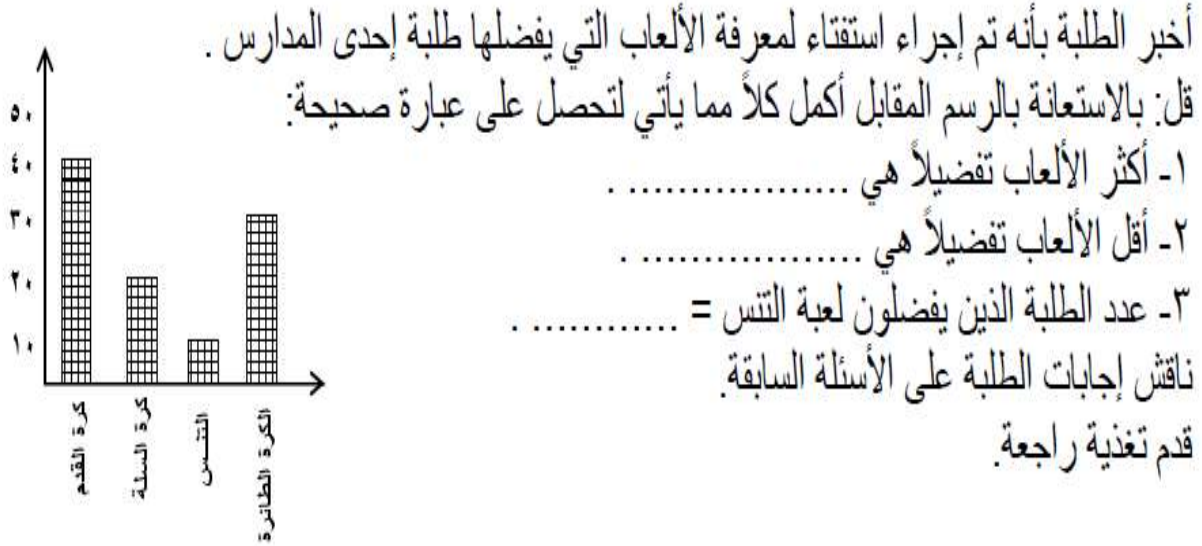 أخبر الطلبة بأنه تم إجراء استفتاء لمعرفة الألعاب التي يفضلها طلبة إحدى المدارس .
قل: بالاستعانة بالرسم المقابل أكمل كلاً مما يأتي لتحصل على عبارة صحيحة:
١- أكثر الألعاب تفضيلاً هي .................. .
٢- أقل الألعاب تفضيلاً هي .................. .
٣- عدد الطلبة الذين يفضلون لعبة التنس = ............ .
ناقش إجابات الطلبة على الأسئلة السابقة.
قدم تغذية راجعة.
٥٠
٤٠
٣٠
٢٠
١٠
كرة القدم
كرة السلة
التنس
الكرة الطائرة